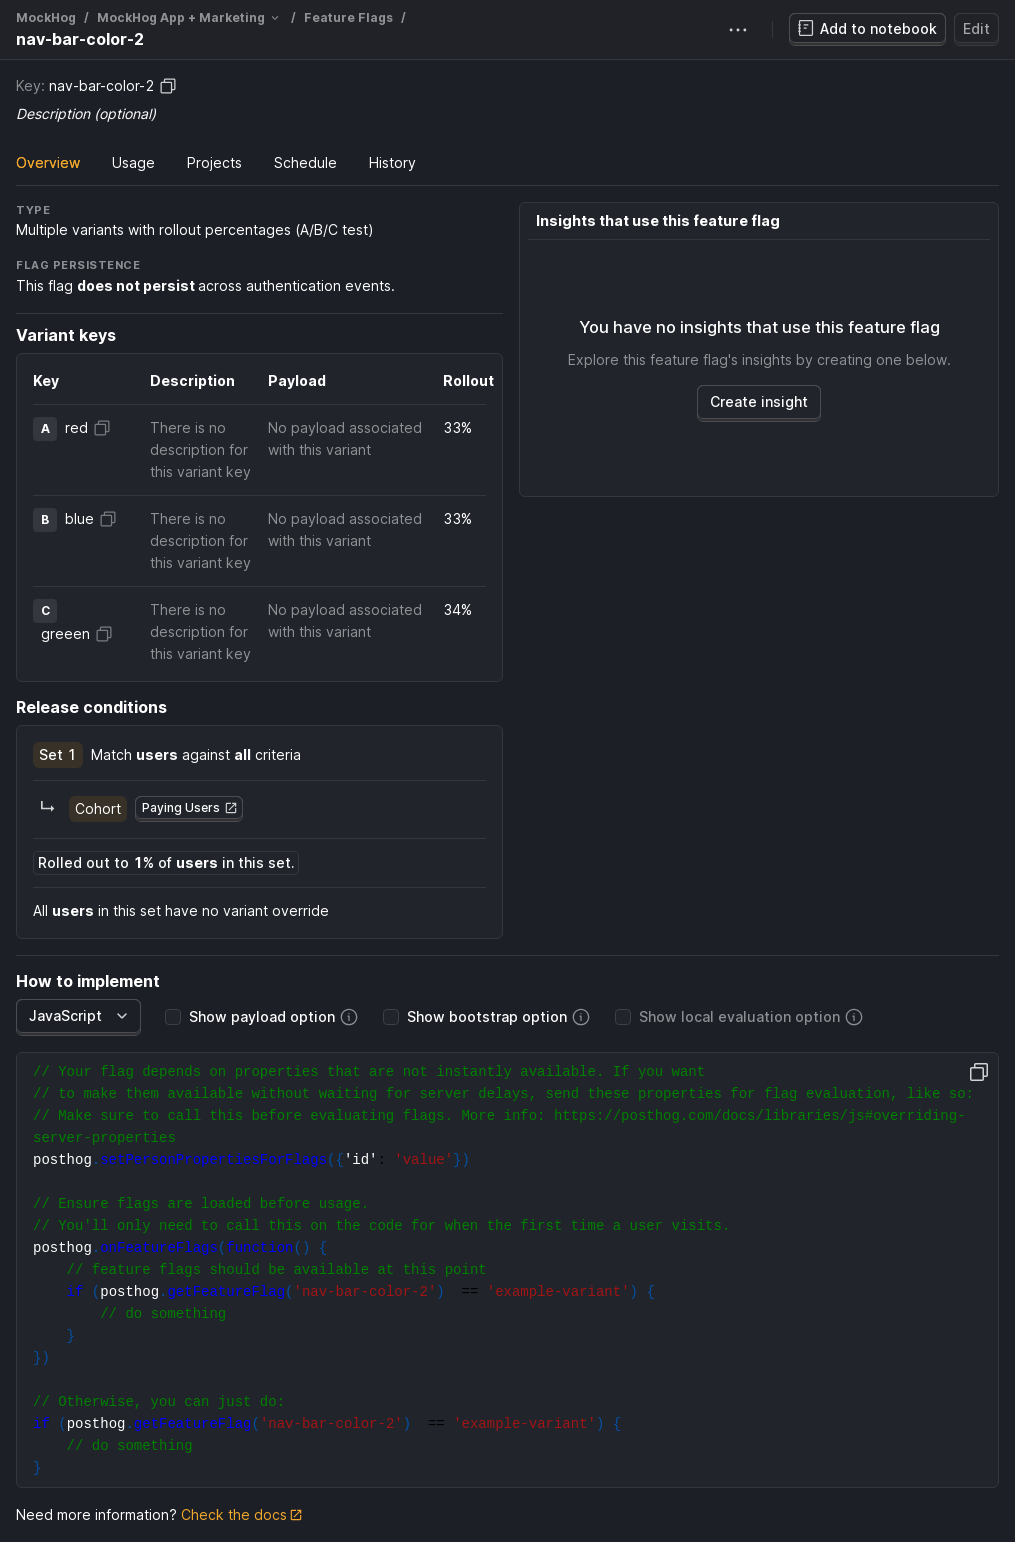 MockHog / MockHog App + Marketing / Feature Flags /
nav-bar-color-2
Add to notebook
Edit
Key: nav-bar-color-2
Description (optional)
Overview
Usage
Projects
Schedule
History
TYPE
Multiple variants with rollout percentages (A/B/C test)
FLAG PERSISTENCE
This flag does not persist across authentication events.
Variant keys
Key Description Payload Rollout
A red There is no No payload associated 33%
description for with this variant
this variant key
B blue There is no No payload associated 33%
description for with this variant
this variant key
C There is no No payload associated 34%
greeen description for with this variant
this variant key
Insights that use this feature flag
You have no insights that use this feature flag
Explore this feature flag's insights by creating one below.
Create insight
Release conditions
Set 1 Match users against all criteria
Cohort Paying Users
Rolled out to 1% of users in this set.
All users in this set have no variant override
How to implement
JavaScript Show payload option Show bootstrap option Show local evaluation option
// Your flag depends on properties that are not instantly available. If you want
// to make them available without waiting for server delays, send these properties for flag evaluation, like so:
// Make sure to call this before evaluating flags. More info: https://posthog.com/docs/libraries/js#overriding-
server-properties
posthog.setPersonPropertiesForFlags({'id': 'value'})
// Ensure flags are loaded before usage.
// You'll only need to call this on the code for when the first time a user visits.
posthog.onFeatureFlags(function() {
// feature flags should be available at this point
if (posthog.getFeatureFlag('nav-bar-color-2')  == 'example-variant') {
// do something
}
})
// Otherwise, you can just do:
if (posthog.getFeatureFlag('nav-bar-color-2')  == 'example-variant') {
// do something
}
Need more information? Check the docs